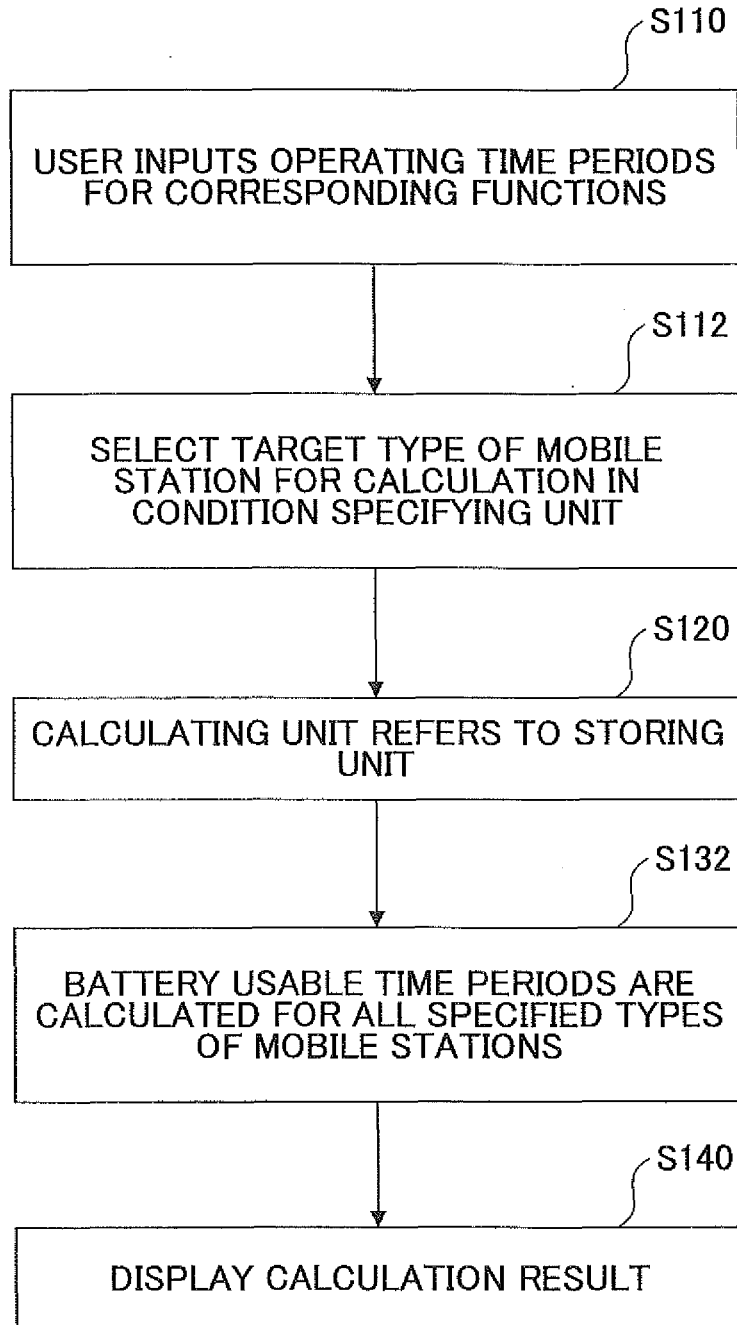 S110
USER INPUTS OPERATING TIME PERIODS
FOR CORRESPONDING FUNCTIONS
S112
SELECT TARGET TYPE OF MOBILE
STATION FOR CALCULATION IN
CONDITION SPECIFYING UNIT
S120
CALCULATING UNIT REFERS TO STORING
UNIT
S132
BATTERY USABLE TIME PERIODS ARE
CALCULATED FOR ALL SPECIFIED TYPES
OF MOBILE STATIONS
S140
DISPLAY CALCULATION RESULT